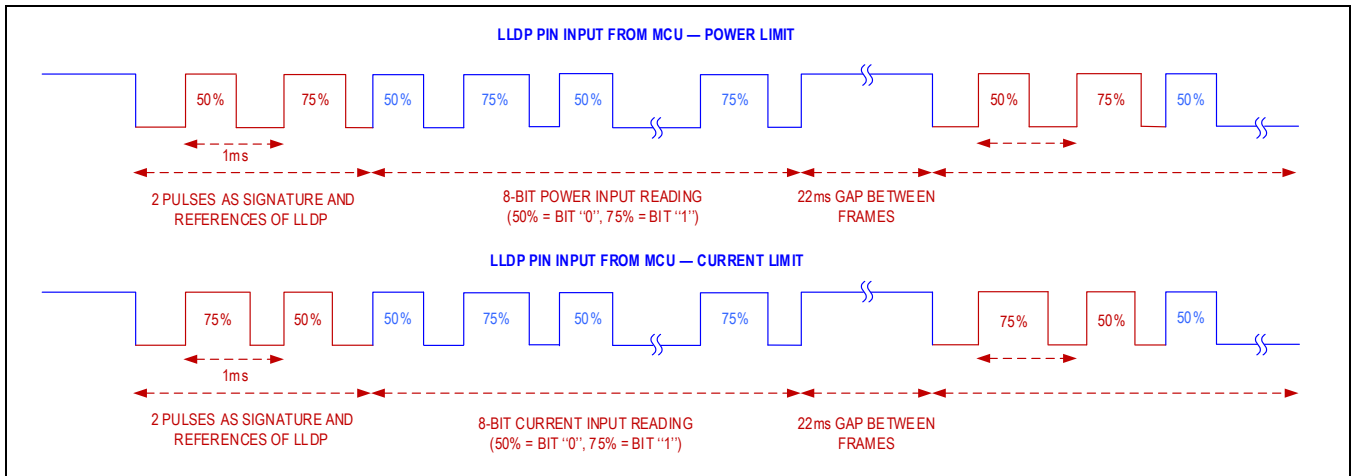 LLDP PIN INPUT FROM MCU — POWER LIMIT
50% 75% 50% 75% 50% 75% 50% 75% 50%
1ms
2 PULSES AS SIGNATURE AND
REFERENCES OF LLDP
8-BIT POWER INPUT READING
(50% = BIT “0”, 75% = BIT “1”)
22ms GAP BETWEEN
FRAMES
LLDP PIN INPUT FROM MCU — CURRENT LIMIT
75% 50% 50% 75% 50% 75% 75% 50% 50%
1ms
2 PULSES AS SIGNATURE AND
REFERENCES OF LLDP
8-BIT CURRENT INPUT READING
(50% = BIT “0”, 75% = BIT “1”)
22ms GAP BETWEEN
FRAMES